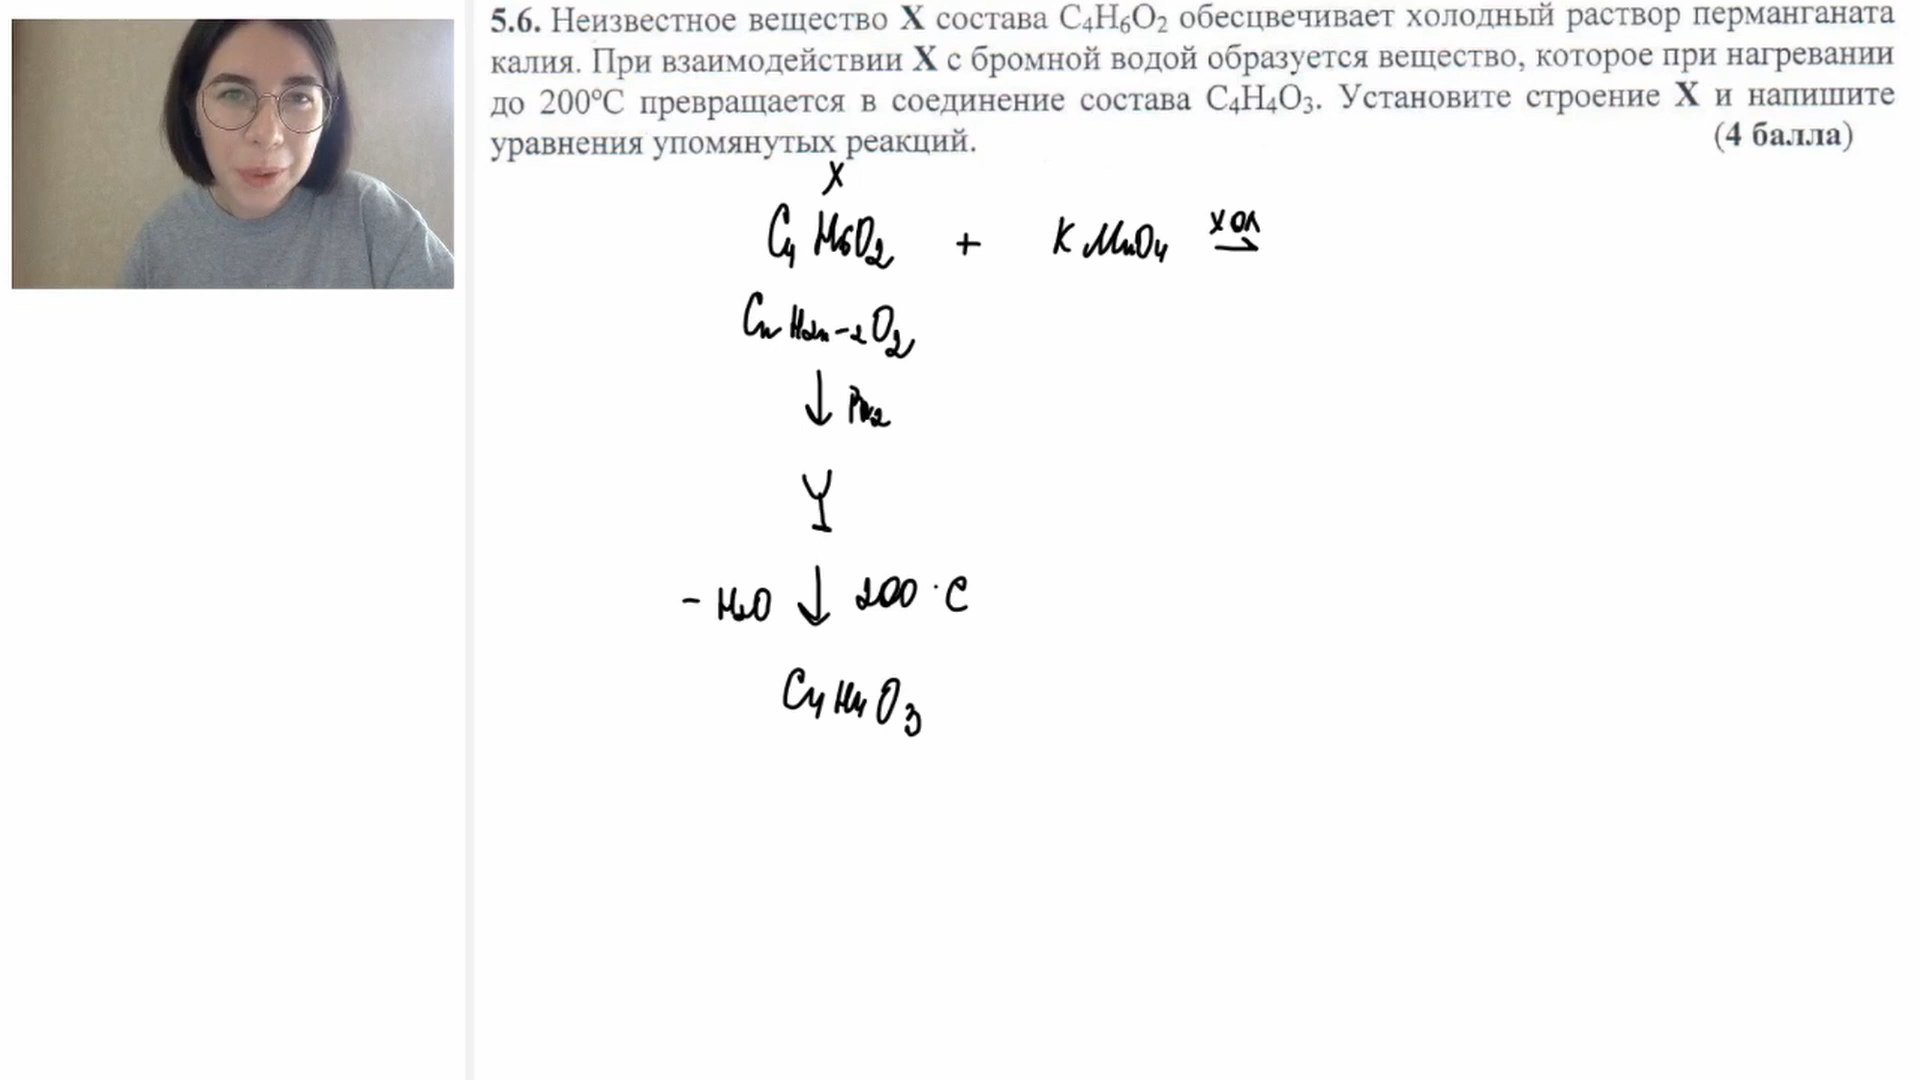 5.6. Неизвестное вещество X состава C₄H₆O₂ обесцвечивает холодный раствор перманганата
калия. При взаимодействии X с бромной водой образуется вещество, которое при нагревании
до 200°C превращается в соединение состава C₄H₄O₃. Установите строение X и напишите
уравнения упомянутых реакций.
(4 балла)
X
C₄H₆O₂ + KMnO₄ хол →
CₙH₂ₙ₋₂O₂
↓ Br₂
Y
- H₂O ↓ 200 °C
C₄H₄O₃